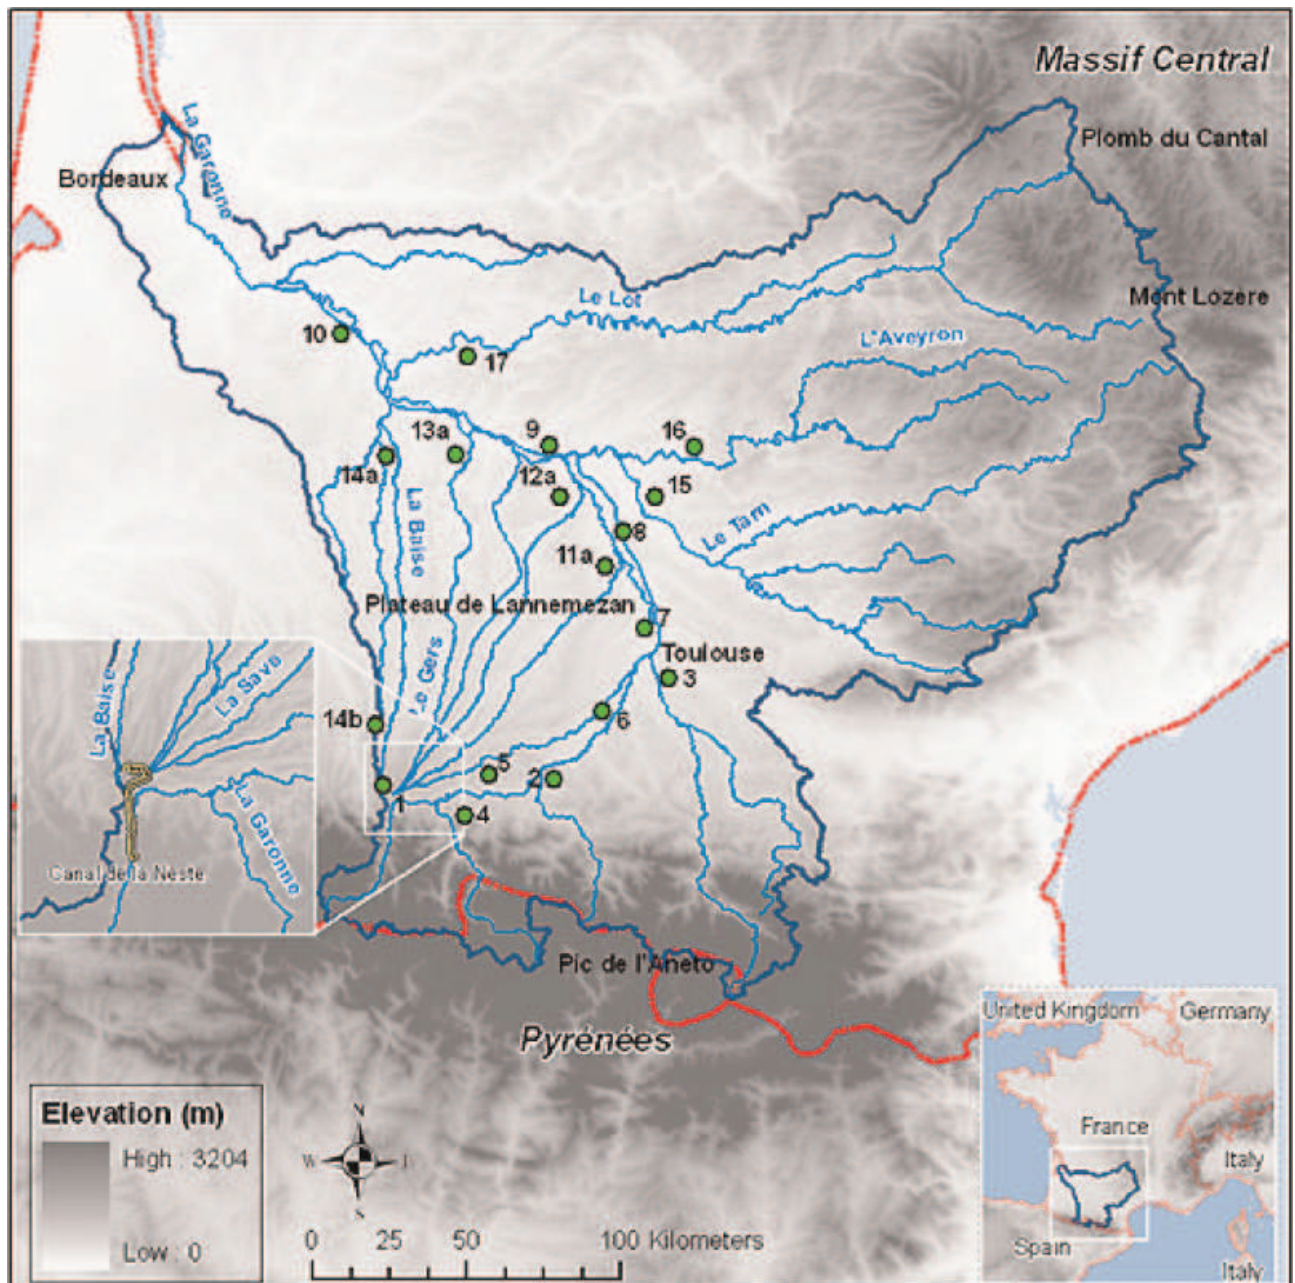 Massif Central
Plomb du Cantal
La Garonne
Bordeaux
Mont Lozère
Le Lot
L'Aveyron
10
17
13a
9
16
14a
12a
15
La Baïse
Le Tarn
8
11a
Plateau de Lannemezan
7
Toulouse
3
Le Gers
6
14b
5
2
1
4
La Baïse
La Save
La Garonne
Canal de la Neste
Pic de l'Aneto
Pyrénées
United Kingdom
Germany
France
Italy
Spain
Italy
Elevation (m)
High : 3204
Low : 0
N
W
S
0 25 50 100 Kilometers